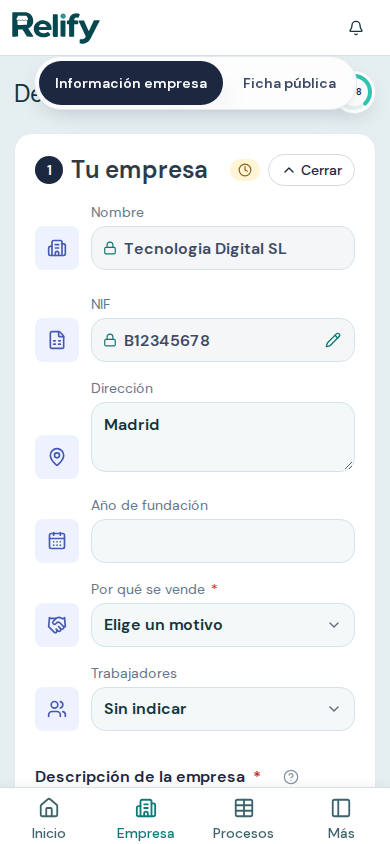 Relify
Información empresa
Ficha pública
De
8
1
Tu empresa
Cerrar
Nombre
Tecnologia Digital SL
NIF
B12345678
Dirección
Madrid
Año de fundación
Por qué se vende *
Elige un motivo
Trabajadores
Sin indicar
Descripción de la empresa *
Inicio
Empresa
Procesos
Más